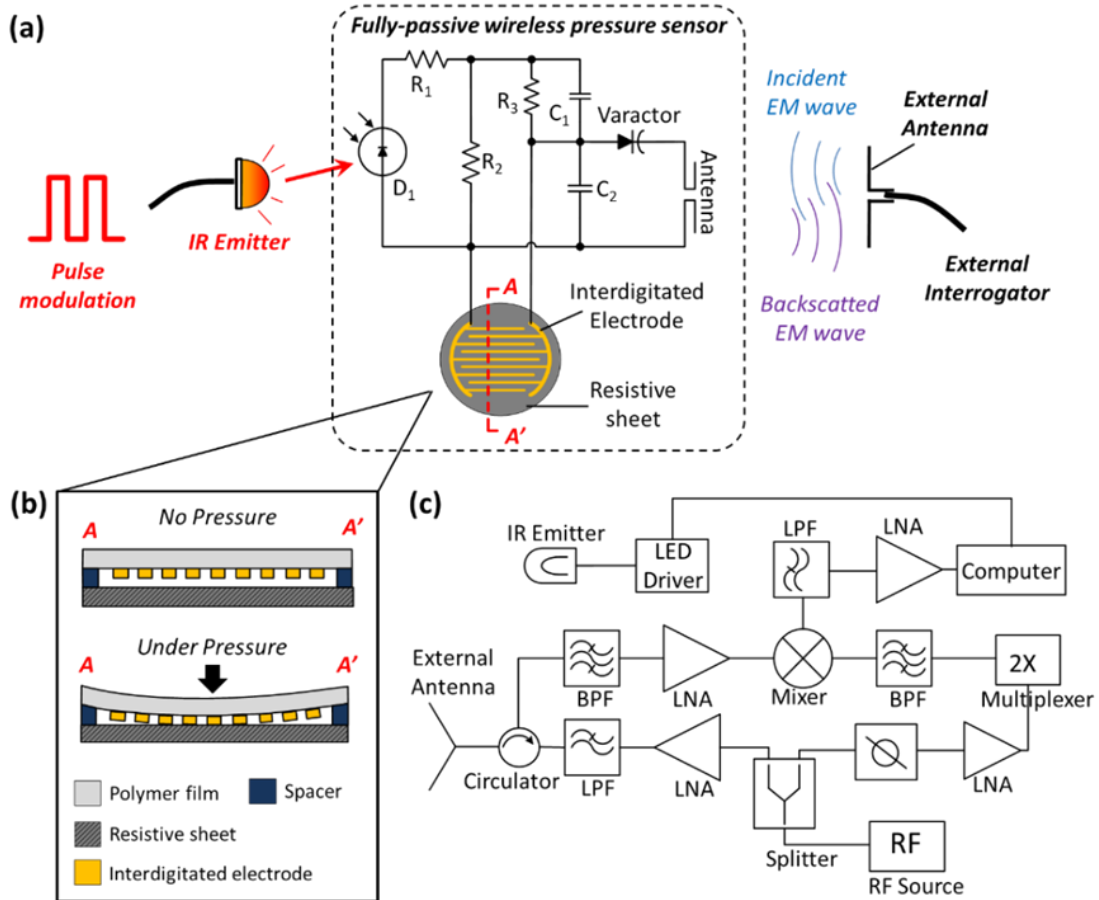 (a)
Fully-passive wireless pressure sensor
Pulse
modulation
IR Emitter
R1
R2
R3
C1
C2
D1
Varactor
Antenna
Interdigitated
Electrode
Resistive
sheet
A
A'
Incident
EM wave
Backscatted
EM wave
External
Antenna
External
Interrogator
(b)
No Pressure
A
A'
Under Pressure
A
A'
Polymer film
Spacer
Resistive sheet
Interdigitated electrode
(c)
IR Emitter
LED
Driver
LPF
LNA
Computer
External
Antenna
BPF
LNA
Mixer
BPF
2X
Multiplexer
Circulator
LPF
LNA
Splitter
LNA
RF
RF Source